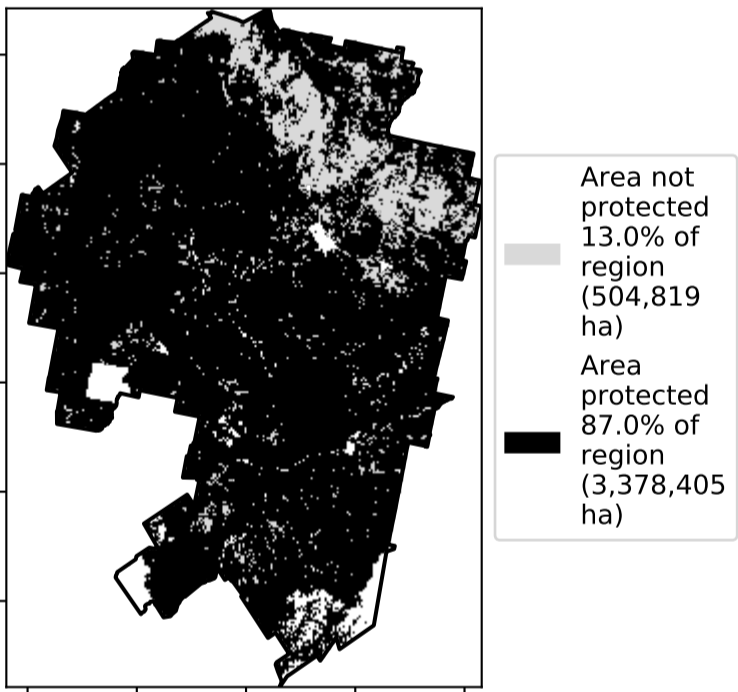 Area not
protected
13.0% of
region
(504,819
ha)
Area
protected
87.0% of
region
(3,378,405
ha)